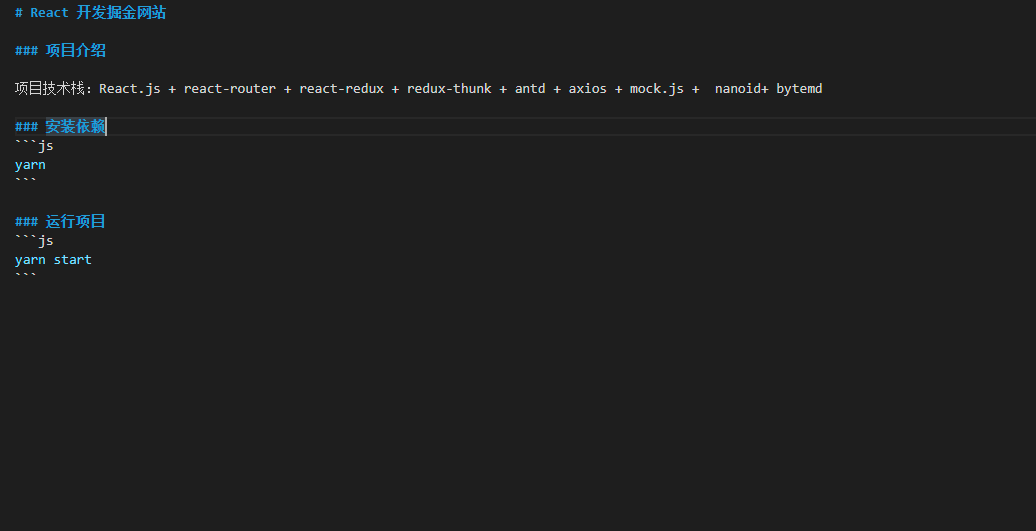 # React 开发掘金网站
### 项目介绍
项目技术栈：React.js + react-router + react-redux + redux-thunk + antd + axios + mock.js +  nanoid+ bytemd
### 安装依赖
```js
yarn
```
### 运行项目
```js
yarn start
```